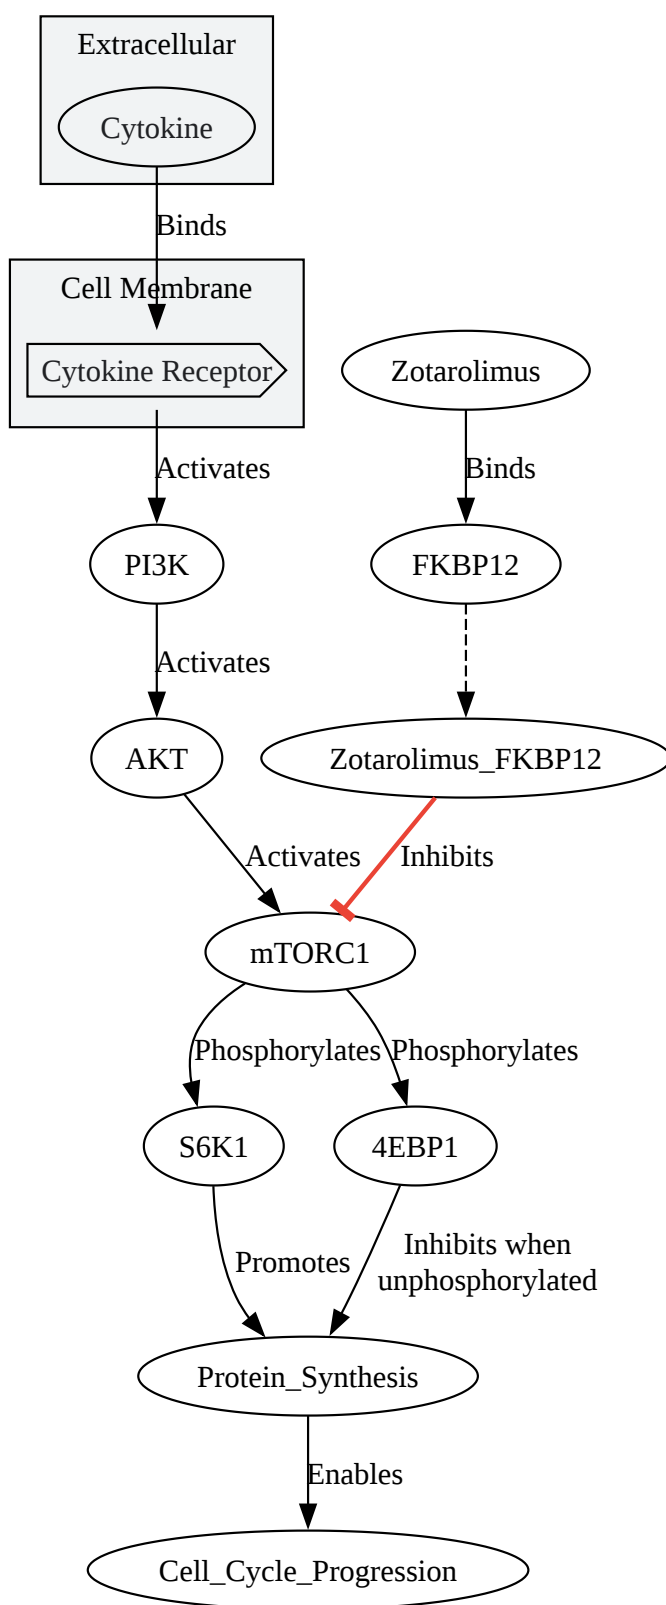 Extracellular
Cytokine
Binds
Cell Membrane
Cytokine Receptor
Zotarolimus
Activates
Binds
PI3K
FKBP12
Activates
AKT
Zotarolimus_FKBP12
Activates
Inhibits
mTORC1
Phosphorylates
Phosphorylates
S6K1
4EBP1
Promotes
Inhibits when
unphosphorylated
Protein_Synthesis
Enables
Cell_Cycle_Progression